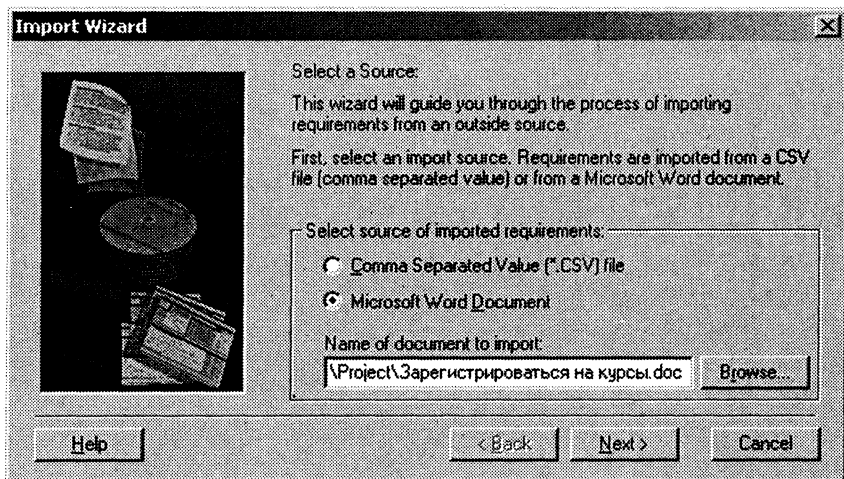 Import Wizard
Select a Source:
This wizard will guide you through the process of importing
requirements from an outside source.
First, select an import source. Requirements are imported from a CSV
file (comma separated value) or from a Microsoft Word document.
Select source of imported requirements:
Comma Separated Value (*.CSV) file
Microsoft Word Document
Name of document to import:
\Project\Зарегистрироваться на курсы.doc
Browse...
Help
< Back
Next >
Cancel